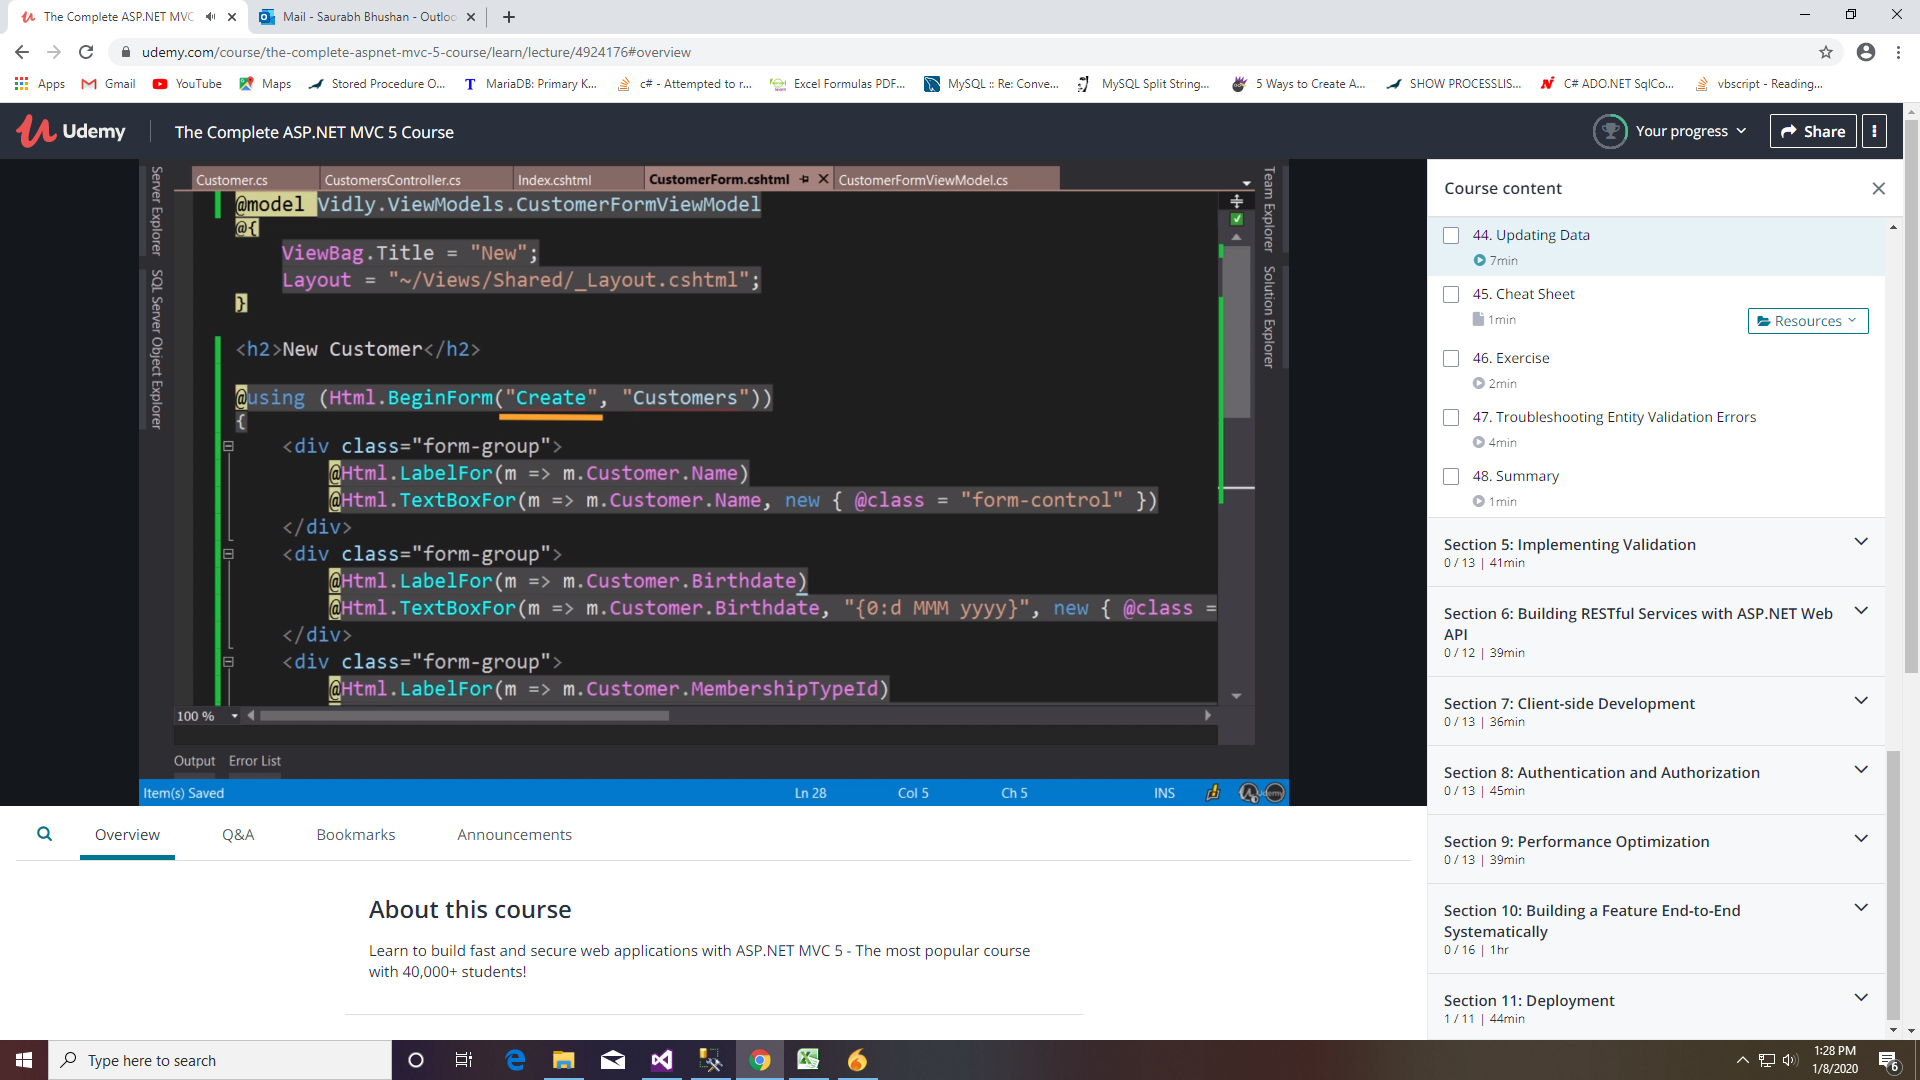 The Complete ASP.NET MVC
Mail - Saurabh Bhushan - Outloo
udemy.com/course/the-complete-aspnet-mvc-5-course/learn/lecture/4924176#overview
Apps
Gmail
YouTube
Maps
Stored Procedure O...
MariaDB: Primary K...
c# - Attempted to r...
Excel Formulas PDF...
MySQL :: Re: Conve...
MySQL Split String...
5 Ways to Create A...
SHOW PROCESSLIS...
C# ADO.NET SqlCo...
vbscript - Reading...
Udemy
The Complete ASP.NET MVC 5 Course
Your progress
Share
Server Explorer
SQL Server Object Explorer
Customer.cs
CustomersController.cs
Index.cshtml
CustomerForm.cshtml
CustomerFormViewModel.cs
Team Explorer
Solution Explorer
@model Vidly.ViewModels.CustomerFormViewModel
@{
ViewBag.Title = "New";
Layout = "~/Views/Shared/_Layout.cshtml";
}
<h2>New Customer</h2>
@using (Html.BeginForm("Create", "Customers"))
{
<div class="form-group">
@Html.LabelFor(m => m.Customer.Name)
@Html.TextBoxFor(m => m.Customer.Name, new { @class = "form-control" })
</div>
<div class="form-group">
@Html.LabelFor(m => m.Customer.Birthdate)
@Html.TextBoxFor(m => m.Customer.Birthdate, "{0:d MMM yyyy}", new { @class =
</div>
<div class="form-group">
@Html.LabelFor(m => m.Customer.MembershipTypeId)
100 %
Output
Error List
Item(s) Saved
Ln 28
Col 5
Ch 5
INS
Udemy
Course content
44. Updating Data
7min
45. Cheat Sheet
1min
Resources
46. Exercise
2min
47. Troubleshooting Entity Validation Errors
4min
48. Summary
1min
Section 5: Implementing Validation
0 / 13 | 41min
Section 6: Building RESTful Services with ASP.NET Web
API
0 / 12 | 39min
Section 7: Client-side Development
0 / 13 | 36min
Section 8: Authentication and Authorization
0 / 13 | 45min
Section 9: Performance Optimization
0 / 13 | 39min
Section 10: Building a Feature End-to-End
Systematically
0 / 16 | 1hr
Section 11: Deployment
1 / 11 | 44min
Overview
Q&A
Bookmarks
Announcements
About this course
Learn to build fast and secure web applications with ASP.NET MVC 5 - The most popular course
with 40,000+ students!
Type here to search
1:28 PM
1/8/2020
6